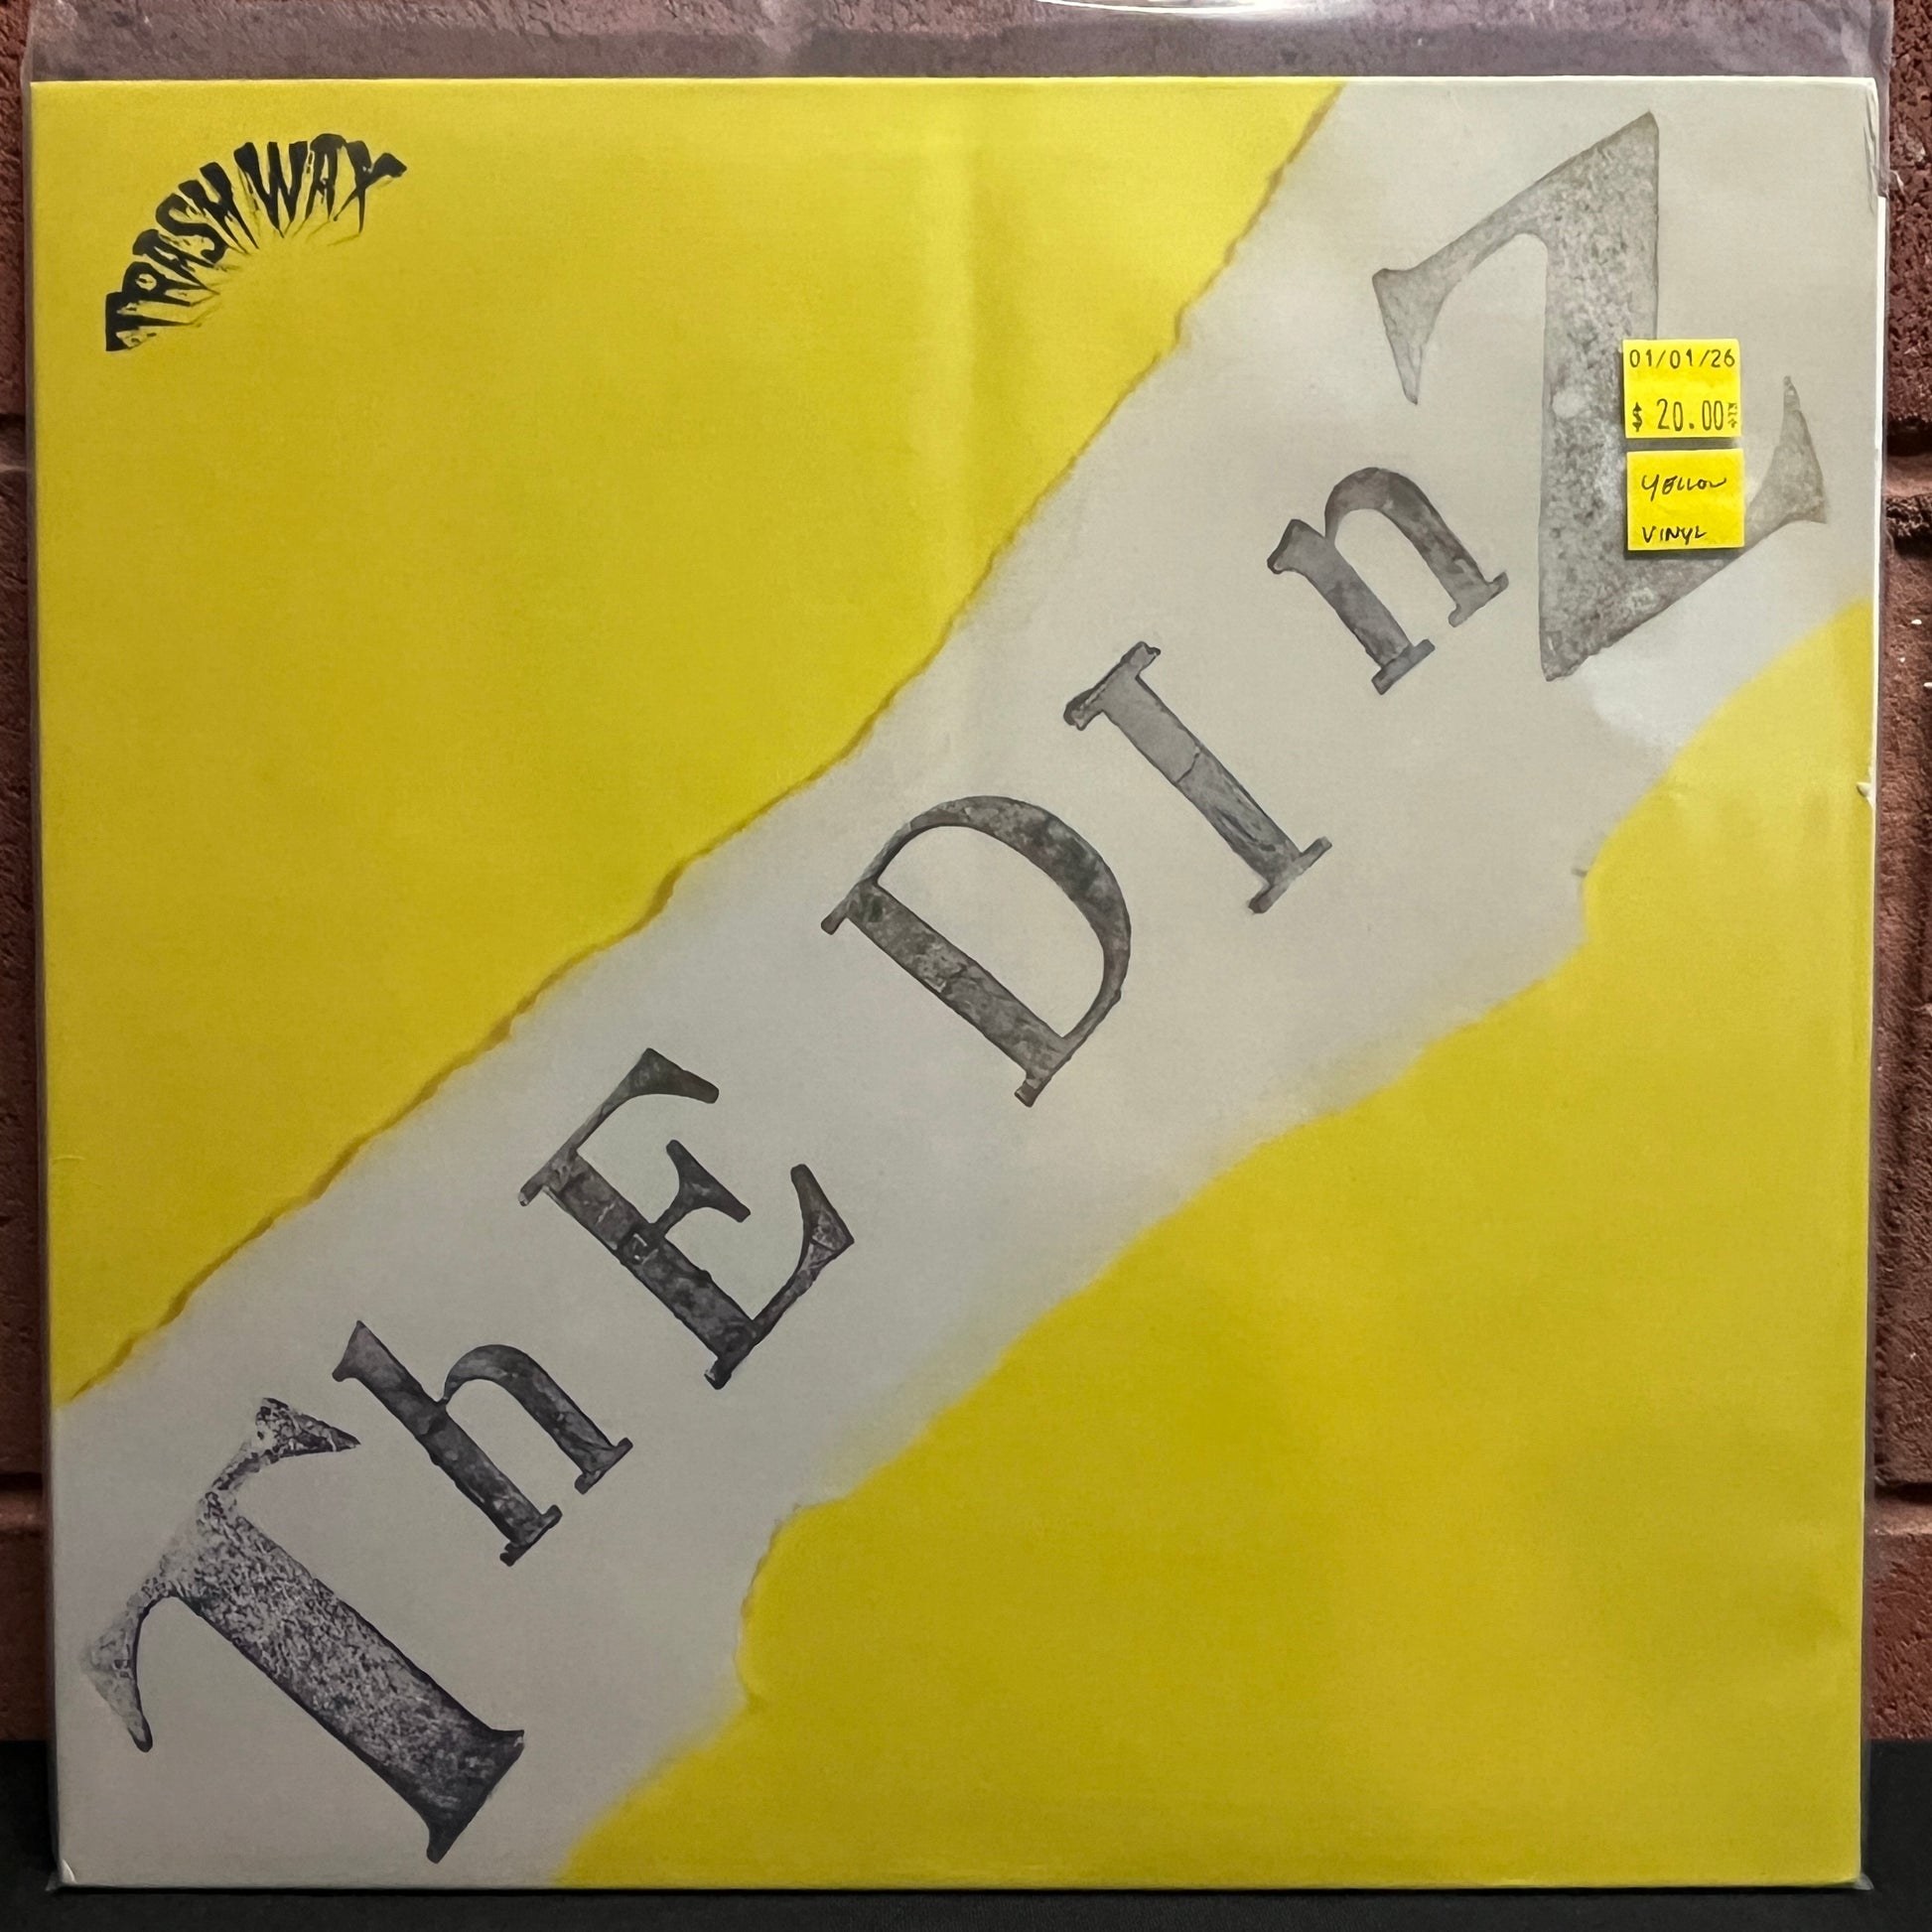 TRASH WAX
01/01/26
$ 20.00
YELLOW
VINYL
ThE DInZ